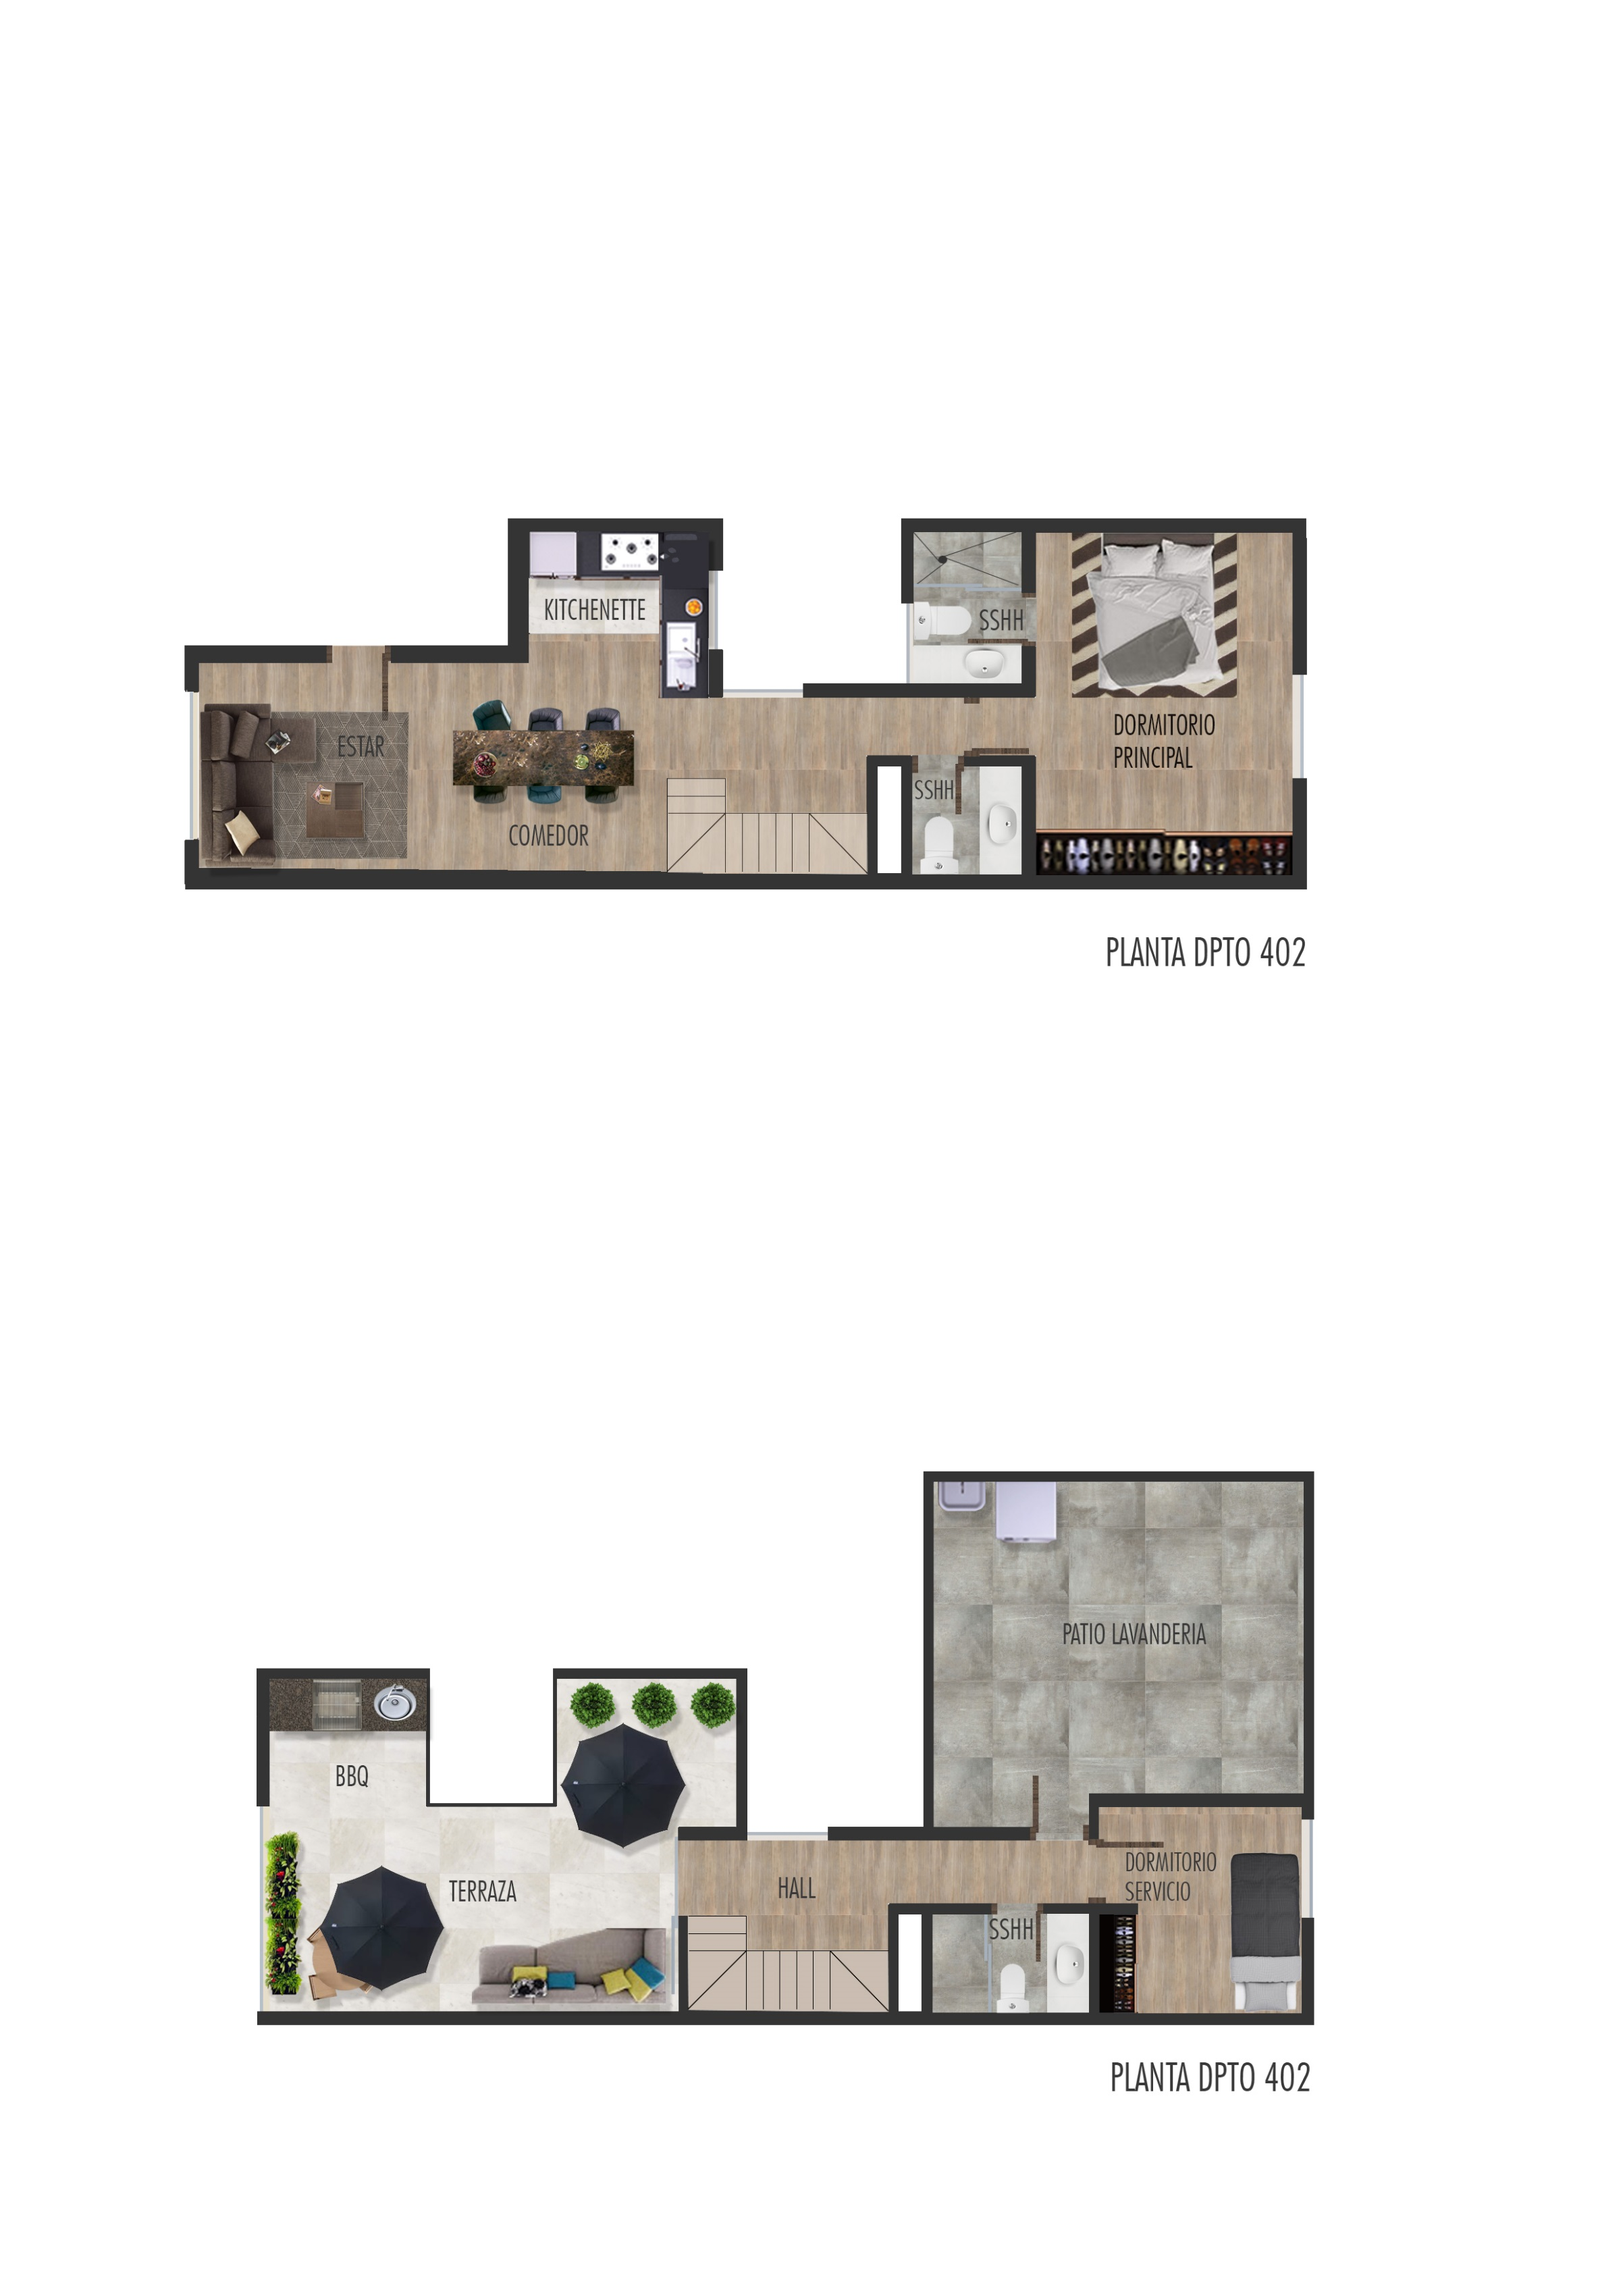 KITCHENETTE
SSHH
ESTAR
DORMITORIO
PRINCIPAL
SSHH
COMEDOR
PLANTA DPTO 402
PATIO LAVANDERIA
BBQ
DORMITORIO
SERVICIO
TERRAZA
HALL
SSHH
PLANTA DPTO 402